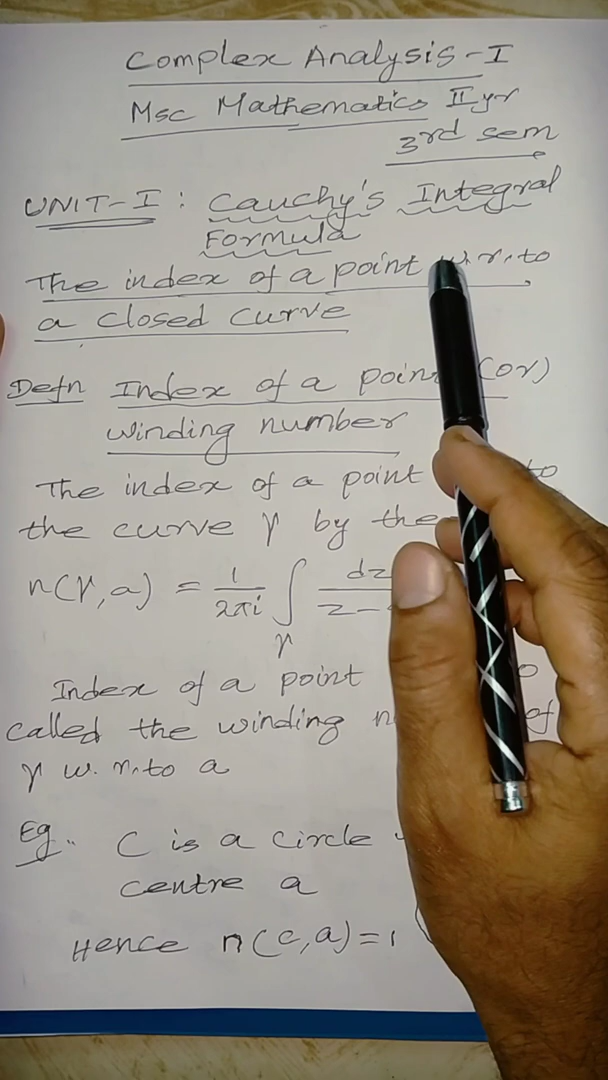 Complex Analysis-I
Msc Mathematics II yr
3rd sem
UNIT-I : Cauchy's Integral
Formula
The index of a point w.r.to
a closed curve
Defn Index of a point (or)
winding number
The index of a point to
the curve γ by the
n(γ,a) = 1/2πi ∫γ dz/z-
Index of a point
called the winding of
γ w.r.to a
Eg. C is a circle
centre a
Hence n(c,a)=1